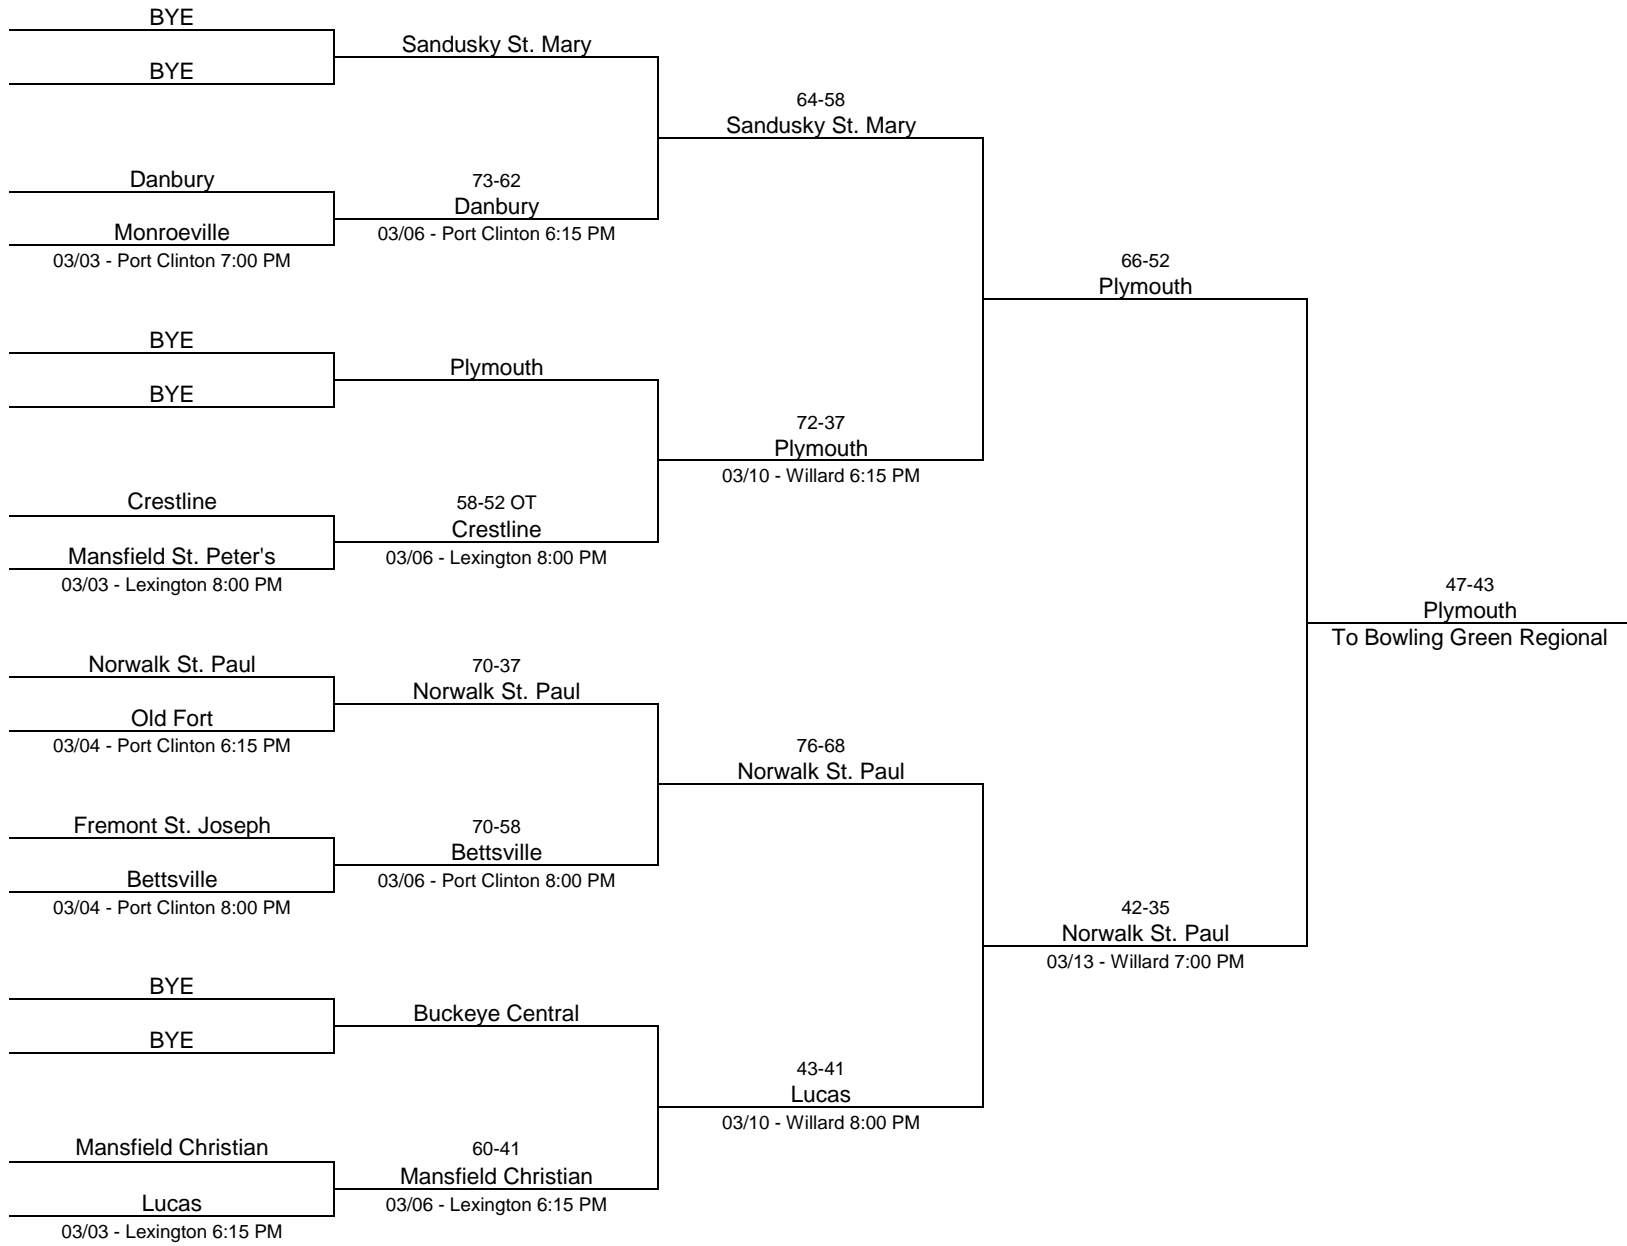 BYE
BYE
Danbury
Monroeville
03/03 - Port Clinton 7:00 PM
BYE
BYE
Crestline
Mansfield St. Peter's
03/03 - Lexington 8:00 PM
Norwalk St. Paul
Old Fort
03/04 - Port Clinton 6:15 PM
Fremont St. Joseph
Bettsville
03/04 - Port Clinton 8:00 PM
BYE
BYE
Mansfield Christian
Lucas
03/03 - Lexington 6:15 PM
Sandusky St. Mary
73-62
Danbury
03/06 - Port Clinton 6:15 PM
Plymouth
58-52 OT
Crestline
03/06 - Lexington 8:00 PM
70-37
Norwalk St. Paul
70-58
Bettsville
03/06 - Port Clinton 8:00 PM
Buckeye Central
60-41
Mansfield Christian
03/06 - Lexington 6:15 PM
64-58
Sandusky St. Mary
72-37
Plymouth
03/10 - Willard 6:15 PM
76-68
Norwalk St. Paul
43-41
Lucas
03/10 - Willard 8:00 PM
66-52
Plymouth
42-35
Norwalk St. Paul
03/13 - Willard 7:00 PM
47-43
Plymouth
To Bowling Green Regional